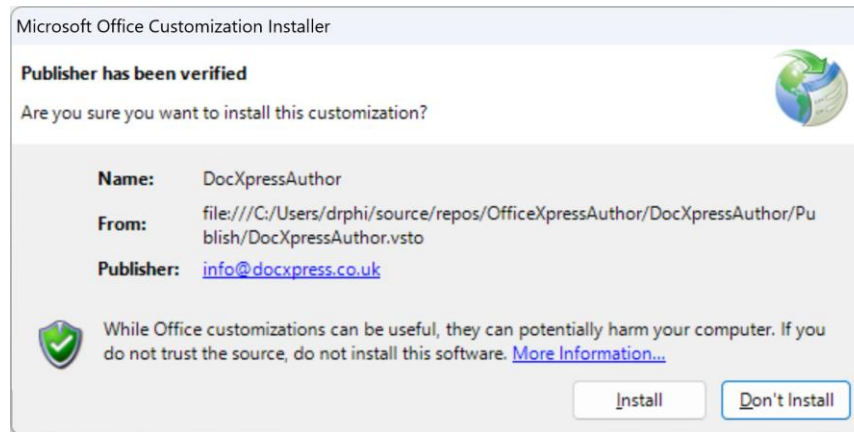 Microsoft Office Customization Installer
Publisher has been verified
Are you sure you want to install this customization?
Name: DocXpressAuthor
From: file:///C:/Users/drphi/source/repos/OfficeXpressAuthor/DocXpressAuthor/Pu
blish/DocXpressAuthor.vsto
Publisher: info@docxpress.co.uk
While Office customizations can be useful, they can potentially harm your computer. If you
do not trust the source, do not install this software. More Information...
Install Don't Install